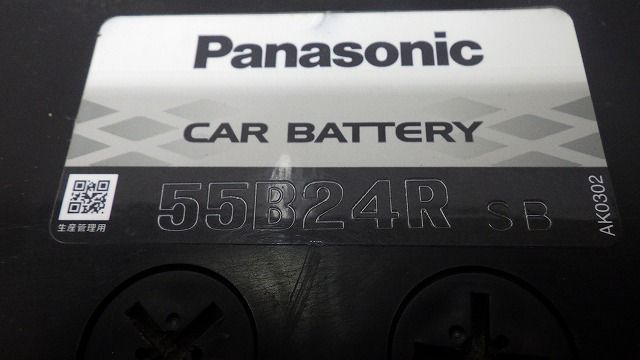 Panasonic
CAR BATTERY
55B24R SB
生産管理用
AK0302